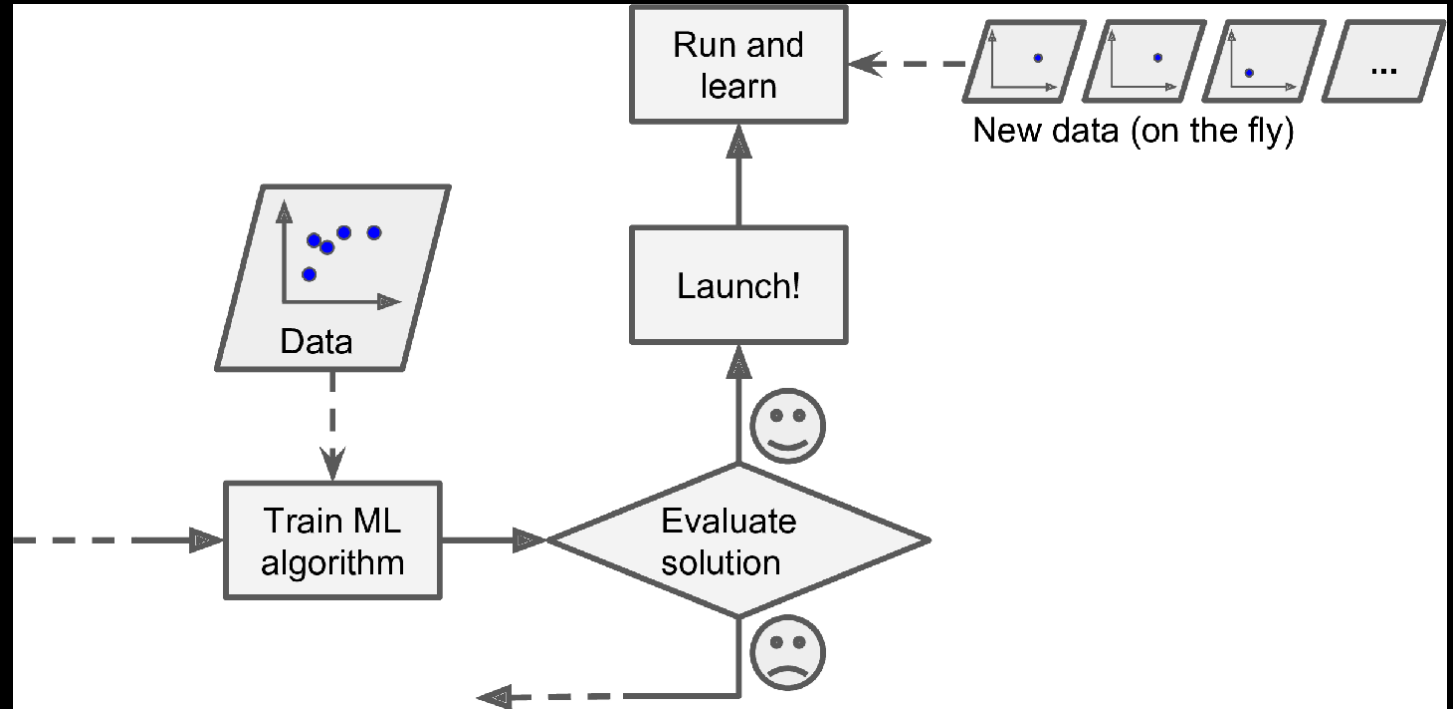 Run and
learn
...
New data (on the fly)
Launch!
Data
Train ML
algorithm
Evaluate
solution